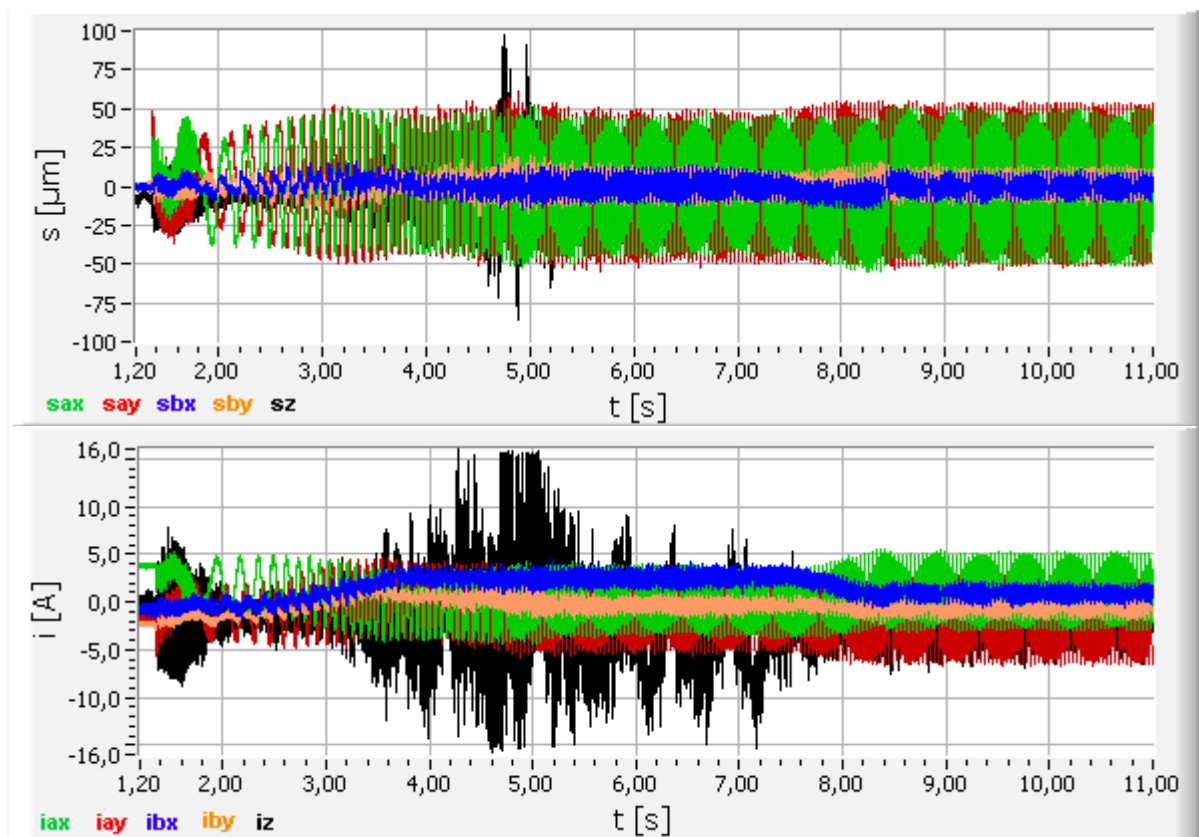 100
75
50
25
0
-25
-50
-75
-100
s [µm]
1,20 2,00 3,00 4,00 5,00 6,00 7,00 8,00 9,00 10,00 11,00
t [s]
sax say sbx sby sz
16,0
10,0
5,0
0,0
-5,0
-10,0
-16,0
i [A]
1,20 2,00 3,00 4,00 5,00 6,00 7,00 8,00 9,00 10,00 11,00
t [s]
iax iay ibx iby iz